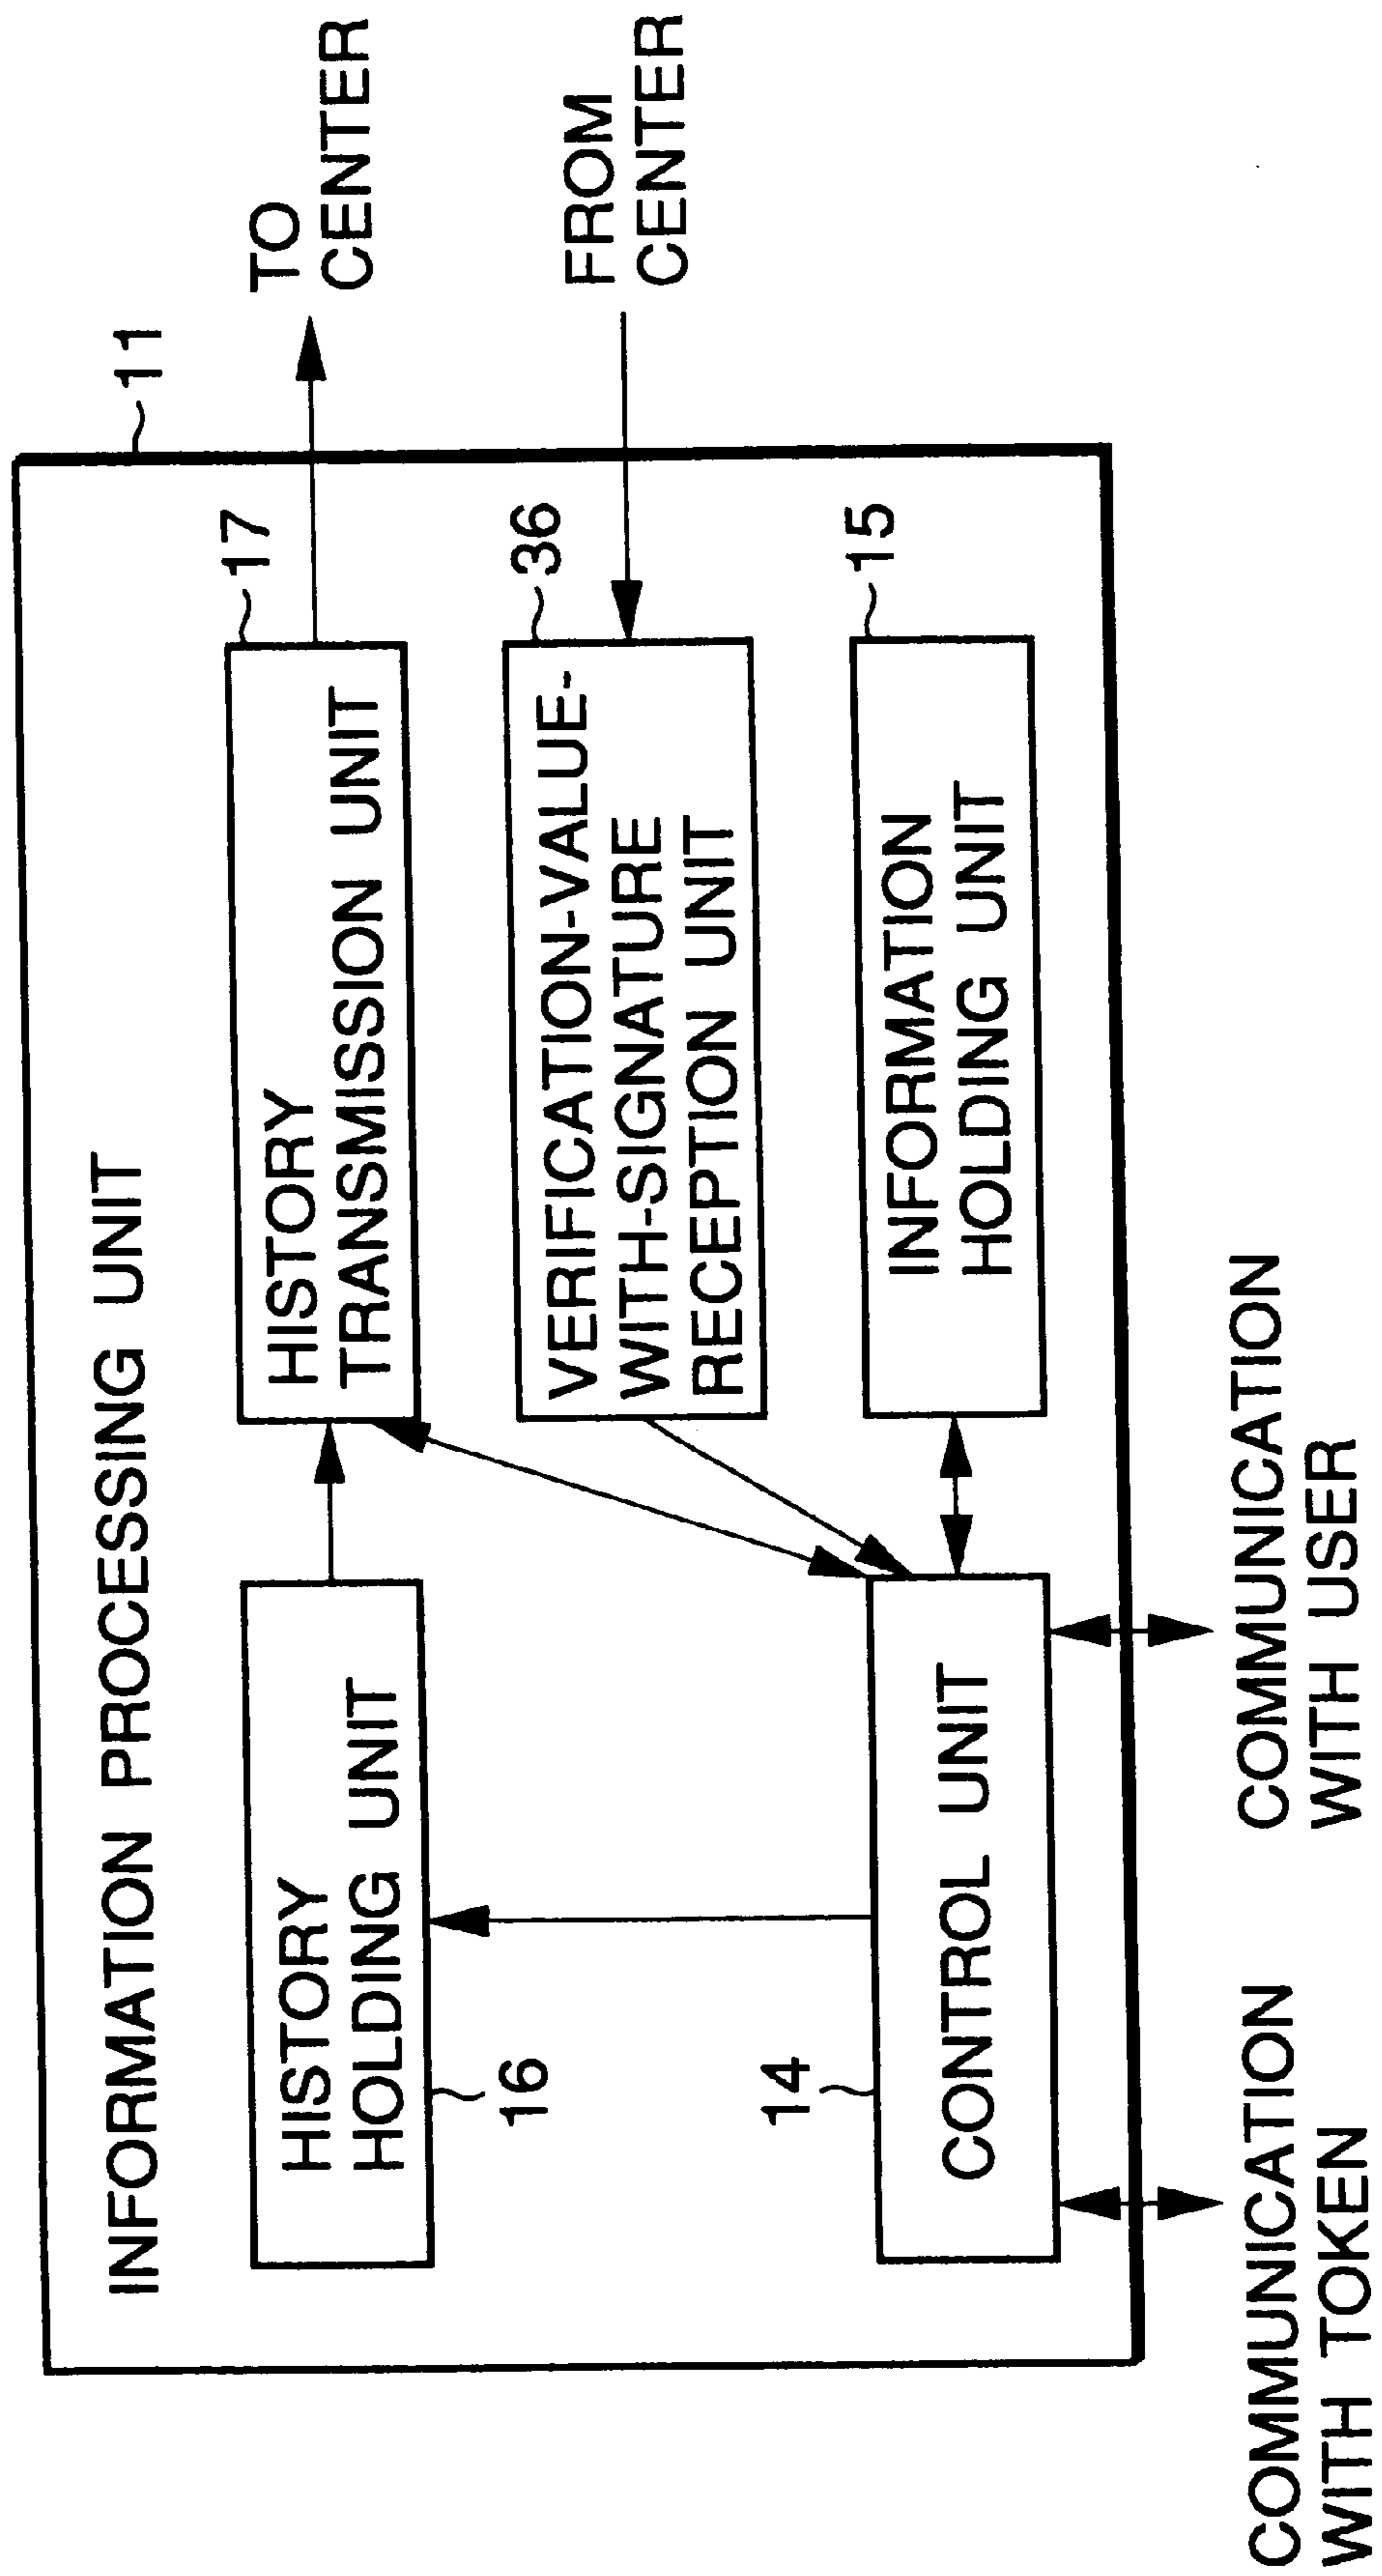 INFORMATION PROCESSING UNIT
11
HISTORY
HOLDING UNIT
16
HISTORY
TRANSMISSION UNIT
17
TO
CENTER
VERIFICATION-VALUE-
WITH-SIGNATURE
RECEPTION UNIT
36
FROM
CENTER
14
CONTROL UNIT
INFORMATION
HOLDING UNIT
15
COMMUNICATION
WITH TOKEN
COMMUNICATION
WITH USER